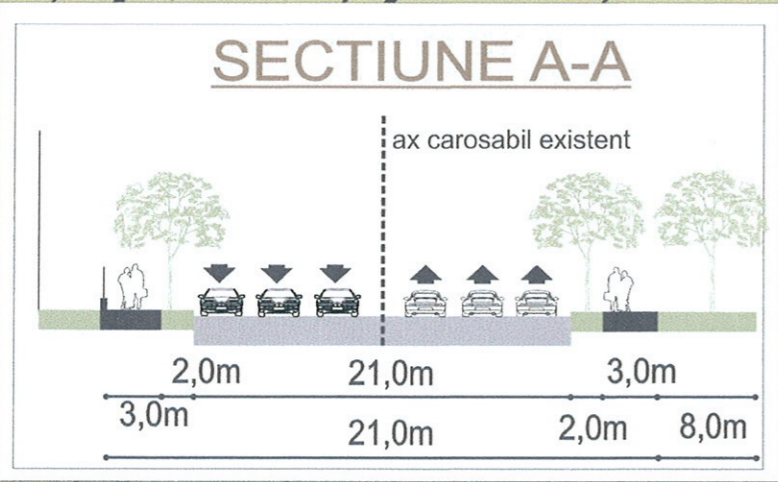 SECTIUNE A-A
ax carosabil existent
2,0m 21,0m 3,0m
3,0m 21,0m 2,0m 8,0m